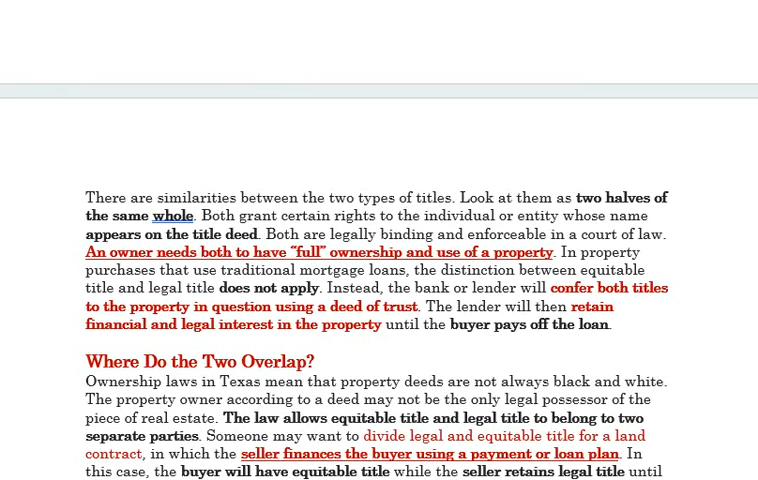 There are similarities between the two types of titles. Look at them as two halves of
the same whole. Both grant certain rights to the individual or entity whose name
appears on the title deed. Both are legally binding and enforceable in a court of law.
An owner needs both to have “full” ownership and use of a property. In property
purchases that use traditional mortgage loans, the distinction between equitable
title and legal title does not apply. Instead, the bank or lender will confer both titles
to the property in question using a deed of trust. The lender will then retain
financial and legal interest in the property until the buyer pays off the loan.
Where Do the Two Overlap?
Ownership laws in Texas mean that property deeds are not always black and white.
The property owner according to a deed may not be the only legal possessor of the
piece of real estate. The law allows equitable title and legal title to belong to two
separate parties. Someone may want to divide legal and equitable title for a land
contract, in which the seller finances the buyer using a payment or loan plan. In
this case, the buyer will have equitable title while the seller retains legal title until